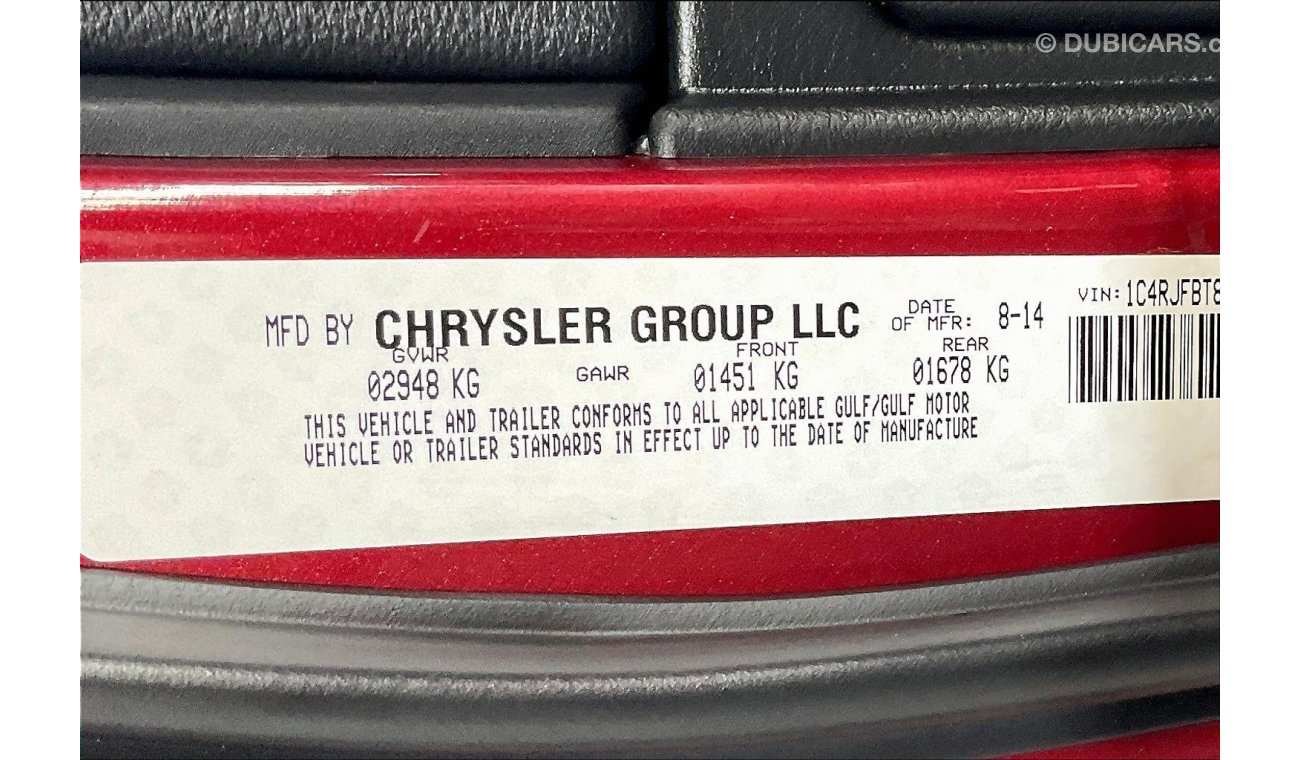 © DUBICARS.c
MFD BY CHRYSLER GROUP LLC DATE OF MFR: 8-14 VIN: 1C4RJFBT8
GVWR 02948 KG GAWR FRONT 01451 KG REAR 01678 KG
THIS VEHICLE AND TRAILER CONFORMS TO ALL APPLICABLE GULF/GULF MOTOR
VEHICLE OR TRAILER STANDARDS IN EFFECT UP TO THE DATE OF MANUFACTURE